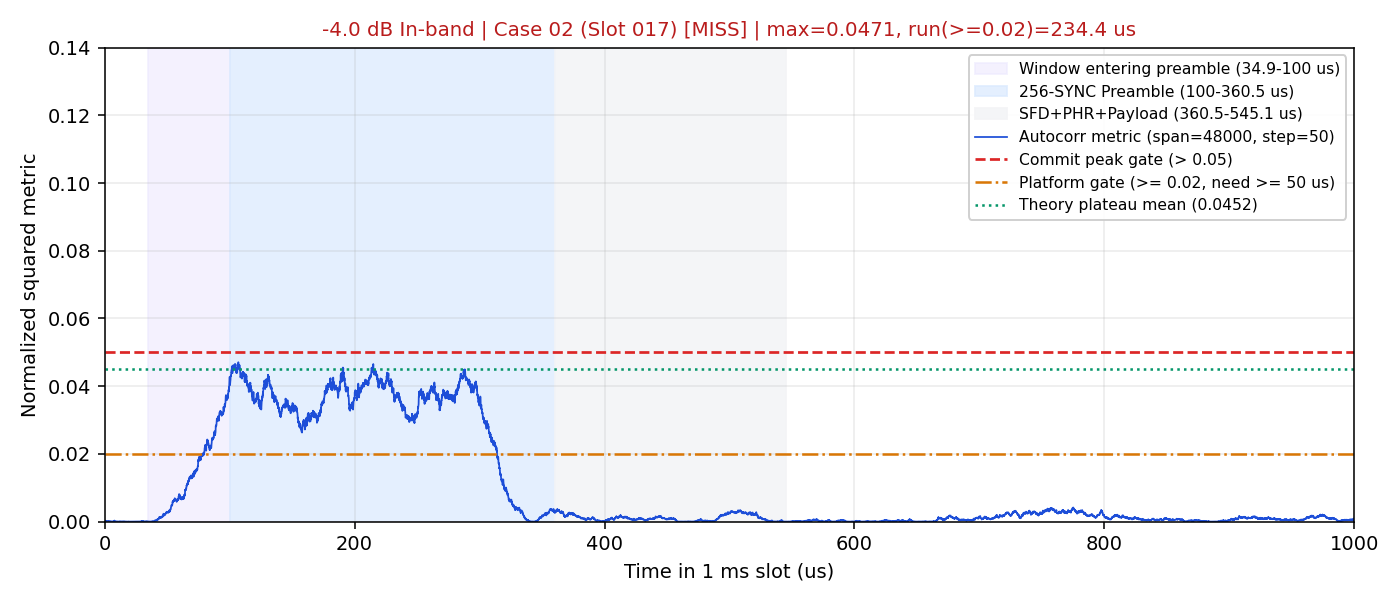 -4.0 dB In-band | Case 02 (Slot 017) [MISS] | max=0.0471, run(>=0.02)=234.4 us
Normalized squared metric
0.14
0.12
0.10
0.08
0.06
0.04
0.02
0.00
Window entering preamble (34.9-100 us)
256-SYNC Preamble (100-360.5 us)
SFD+PHR+Payload (360.5-545.1 us)
Autocorr metric (span=48000, step=50)
Commit peak gate (> 0.05)
Platform gate (>= 0.02, need >= 50 us)
Theory plateau mean (0.0452)
0 200 400 600 800 1000
Time in 1 ms slot (us)